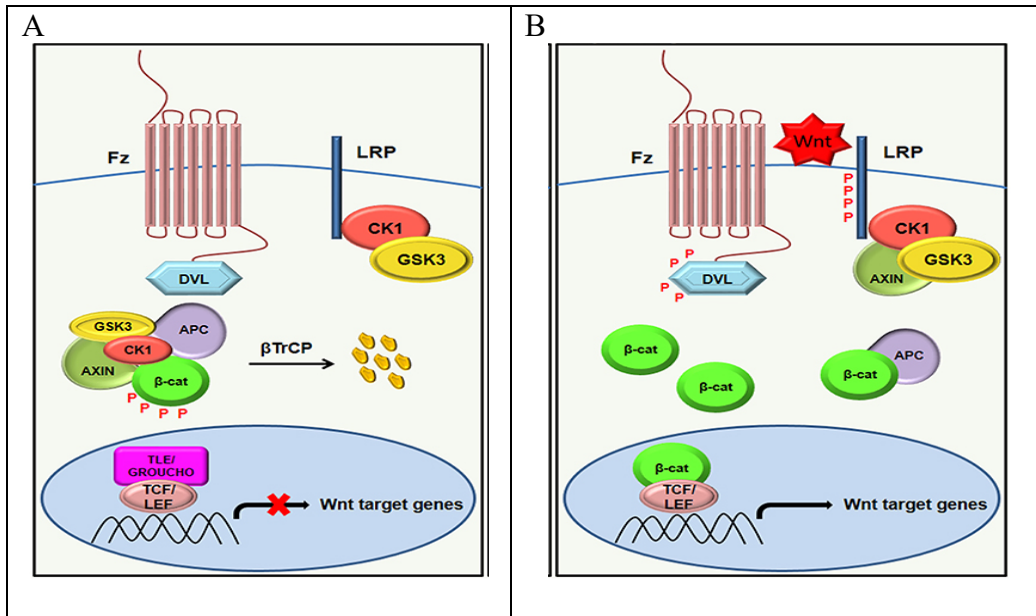 A
Fz
LRP
CK1
GSK3
DVL
GSK3
APC
CK1
AXIN
β-cat
P P P P
βTrCP
TLE/
GROUCHO
TCF/
LEF
Wnt target genes
B
Fz
Wnt
LRP
P
P
P
P
CK1
GSK3
AXIN
P P
P P
DVL
β-cat
β-cat
β-cat
APC
β-cat
TCF/
LEF
Wnt target genes